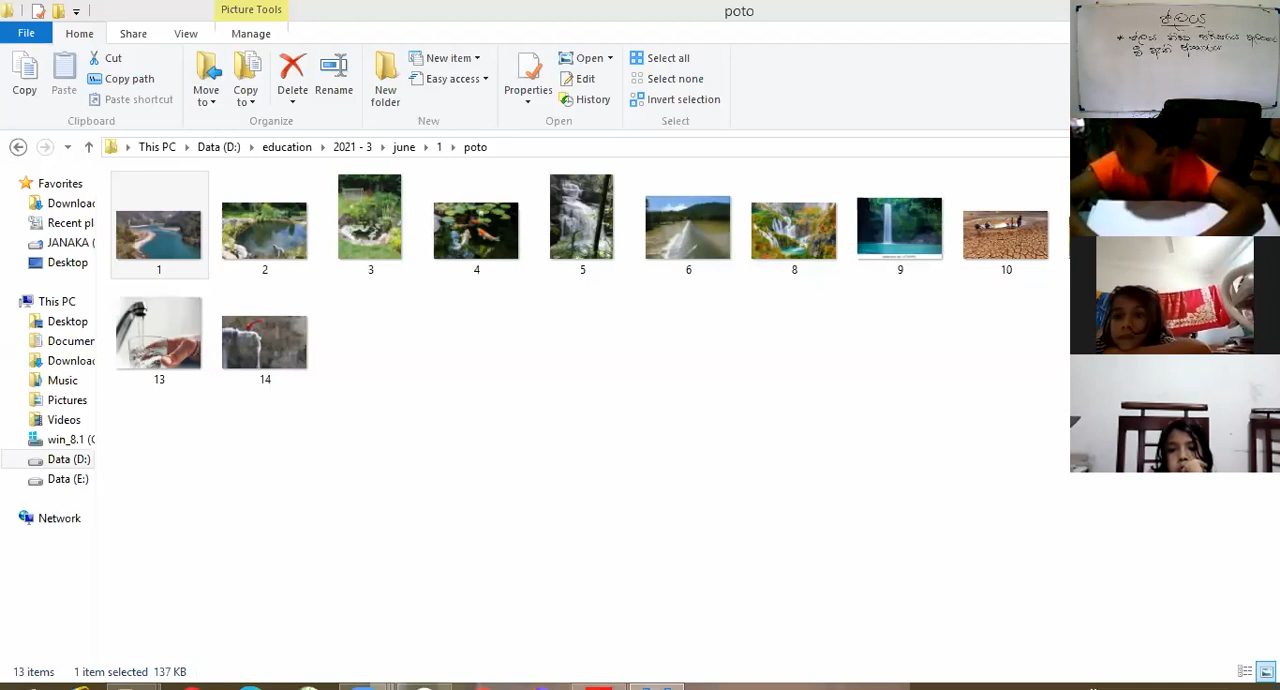 Picture Tools
poto
File
Home
Share
View
Manage
Copy
Paste
Cut
Copy path
Paste shortcut
Move to
Copy to
Delete
Rename
New folder
New item
Easy access
Properties
Open
Edit
History
Select all
Select none
Invert selection
Clipboard
Organize
New
Open
Select
This PC
Data (D:)
education
2021 - 3
june
1
poto
Favorites
Downloac
Recent pl
JANAKA (
Desktop
This PC
Desktop
Documer
Downloac
Music
Pictures
Videos
win_8.1 (C
Data (D:)
Data (E:)
Network
1
2
3
4
5
6
8
9
10
13
14
13 items
1 item selected 137 KB